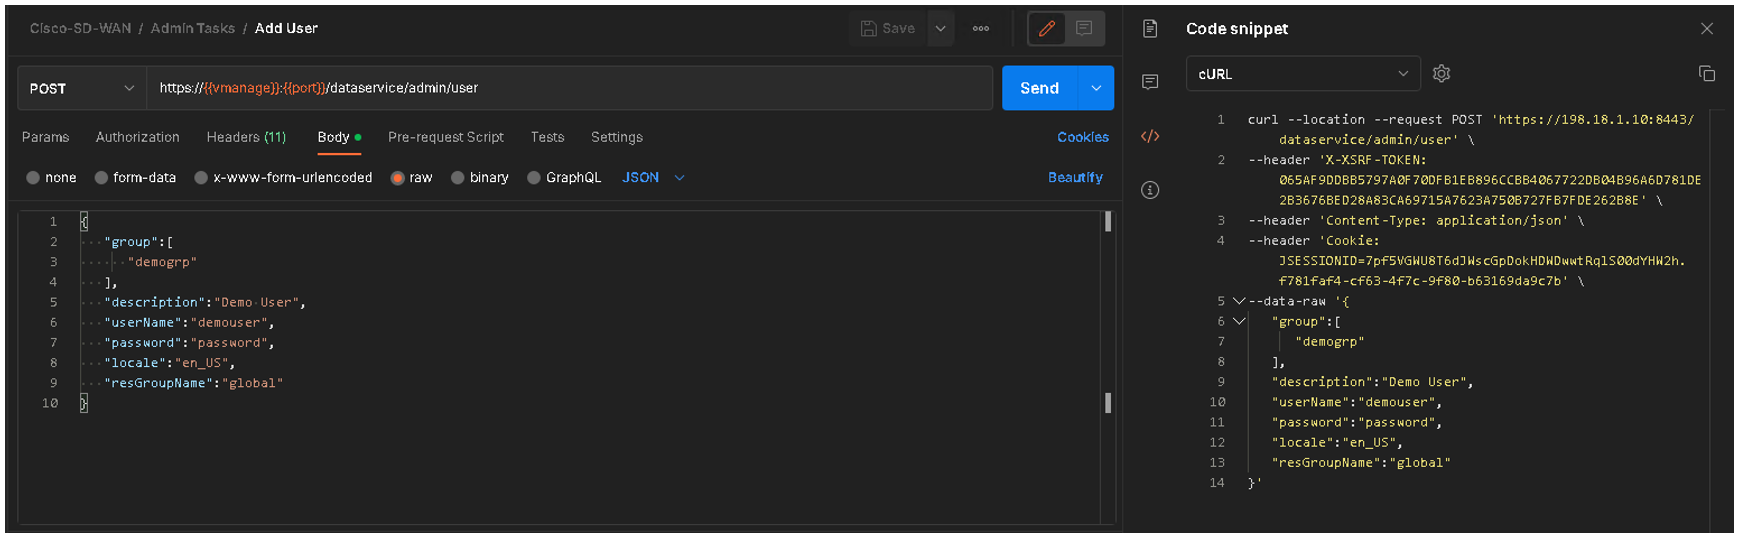 Cisco-SD-WAN / Admin Tasks / Add User
Save
POST
https://{{vmanage}}:{{port}}/dataservice/admin/user
Send
Params Authorization Headers (11) Body Pre-request Script Tests Settings Cookies
none form-data x-www-form-urlencoded raw binary GraphQL JSON Beautify
1 {
2 "group":[
3 "demogrp"
4 ],
5 "description":"Demo User",
6 "userName":"demouser",
7 "password":"password",
8 "locale":"en_US",
9 "resGroupName":"global"
10 }
Code snippet
cURL
1 curl --location --request POST 'https://198.18.1.10:8443/
dataservice/admin/user' \
2 --header 'X-XSRF-TOKEN:
065AF9DDBB5797A0F70DFB1EB896CCBB4067722DB04B96A6D781DE
2B3676BED28A83CA69715A7623A750B727FB7FDE262B8E' \
3 --header 'Content-Type: application/json' \
4 --header 'Cookie:
JSESSIONID=7pf5VGWU8T6dJWscGpDokHDWDwwtRqlS00dYHW2h.
f781faf4-cf63-4f7c-9f80-b63169da9c7b' \
5 --data-raw '{
6 "group":[
7 "demogrp"
8 ],
9 "description":"Demo User",
10 "userName":"demouser",
11 "password":"password",
12 "locale":"en_US",
13 "resGroupName":"global"
14 }'